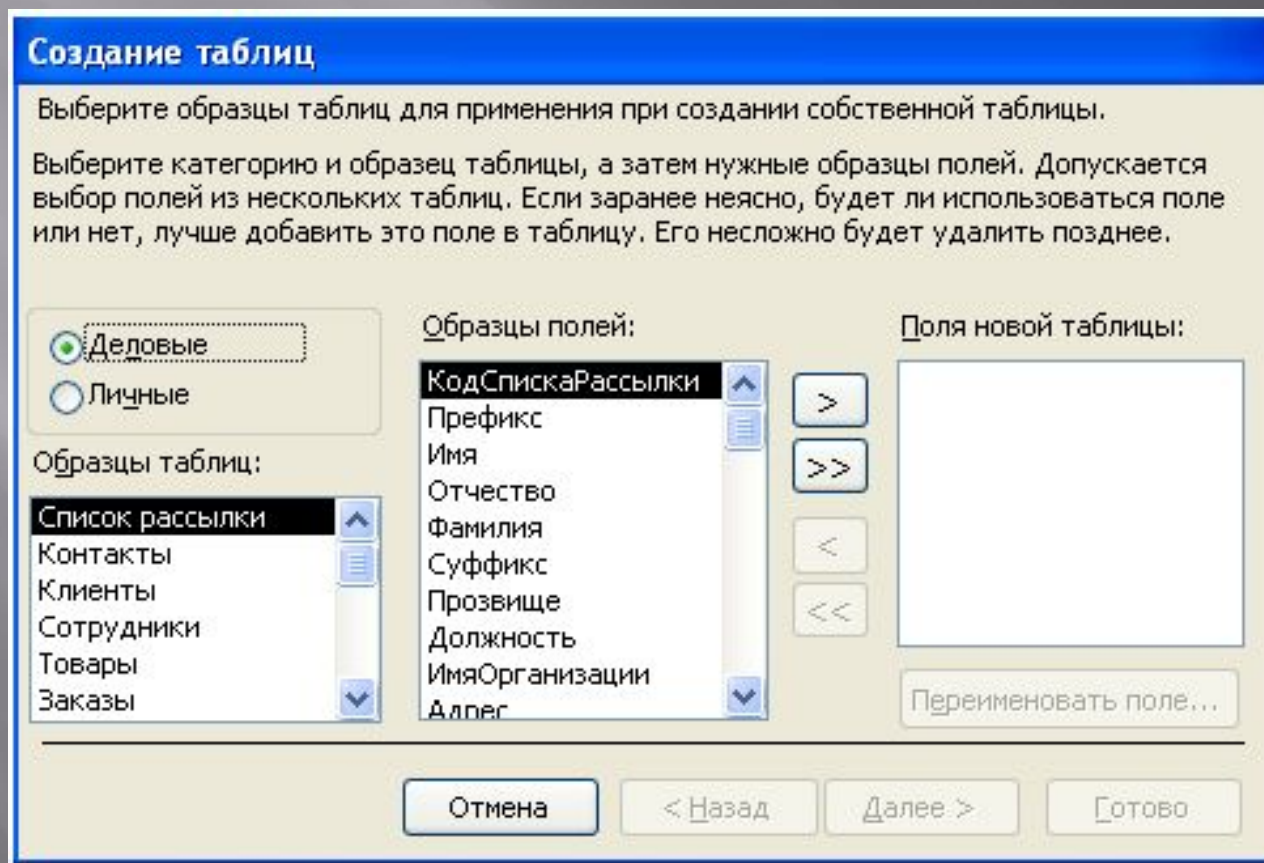 Создание таблиц
Выберите образцы таблиц для применения при создании собственной таблицы.
Выберите категорию и образец таблицы, а затем нужные образцы полей. Допускается
выбор полей из нескольких таблиц. Если заранее неясно, будет ли использоваться поле
или нет, лучше добавить это поле в таблицу. Его несложно будет удалить позднее.
Деловые
Личные
Образцы таблиц:
Список рассылки
Контакты
Клиенты
Сотрудники
Товары
Заказы
Образцы полей:
КодСпискаРассылки
Префикс
Имя
Отчество
Фамилия
Суффикс
Прозвище
Должность
ИмяОрганизации
Адрес
>
>>
<
<<
Поля новой таблицы:
Переименовать поле...
Отмена
< Назад
Далее >
Готово